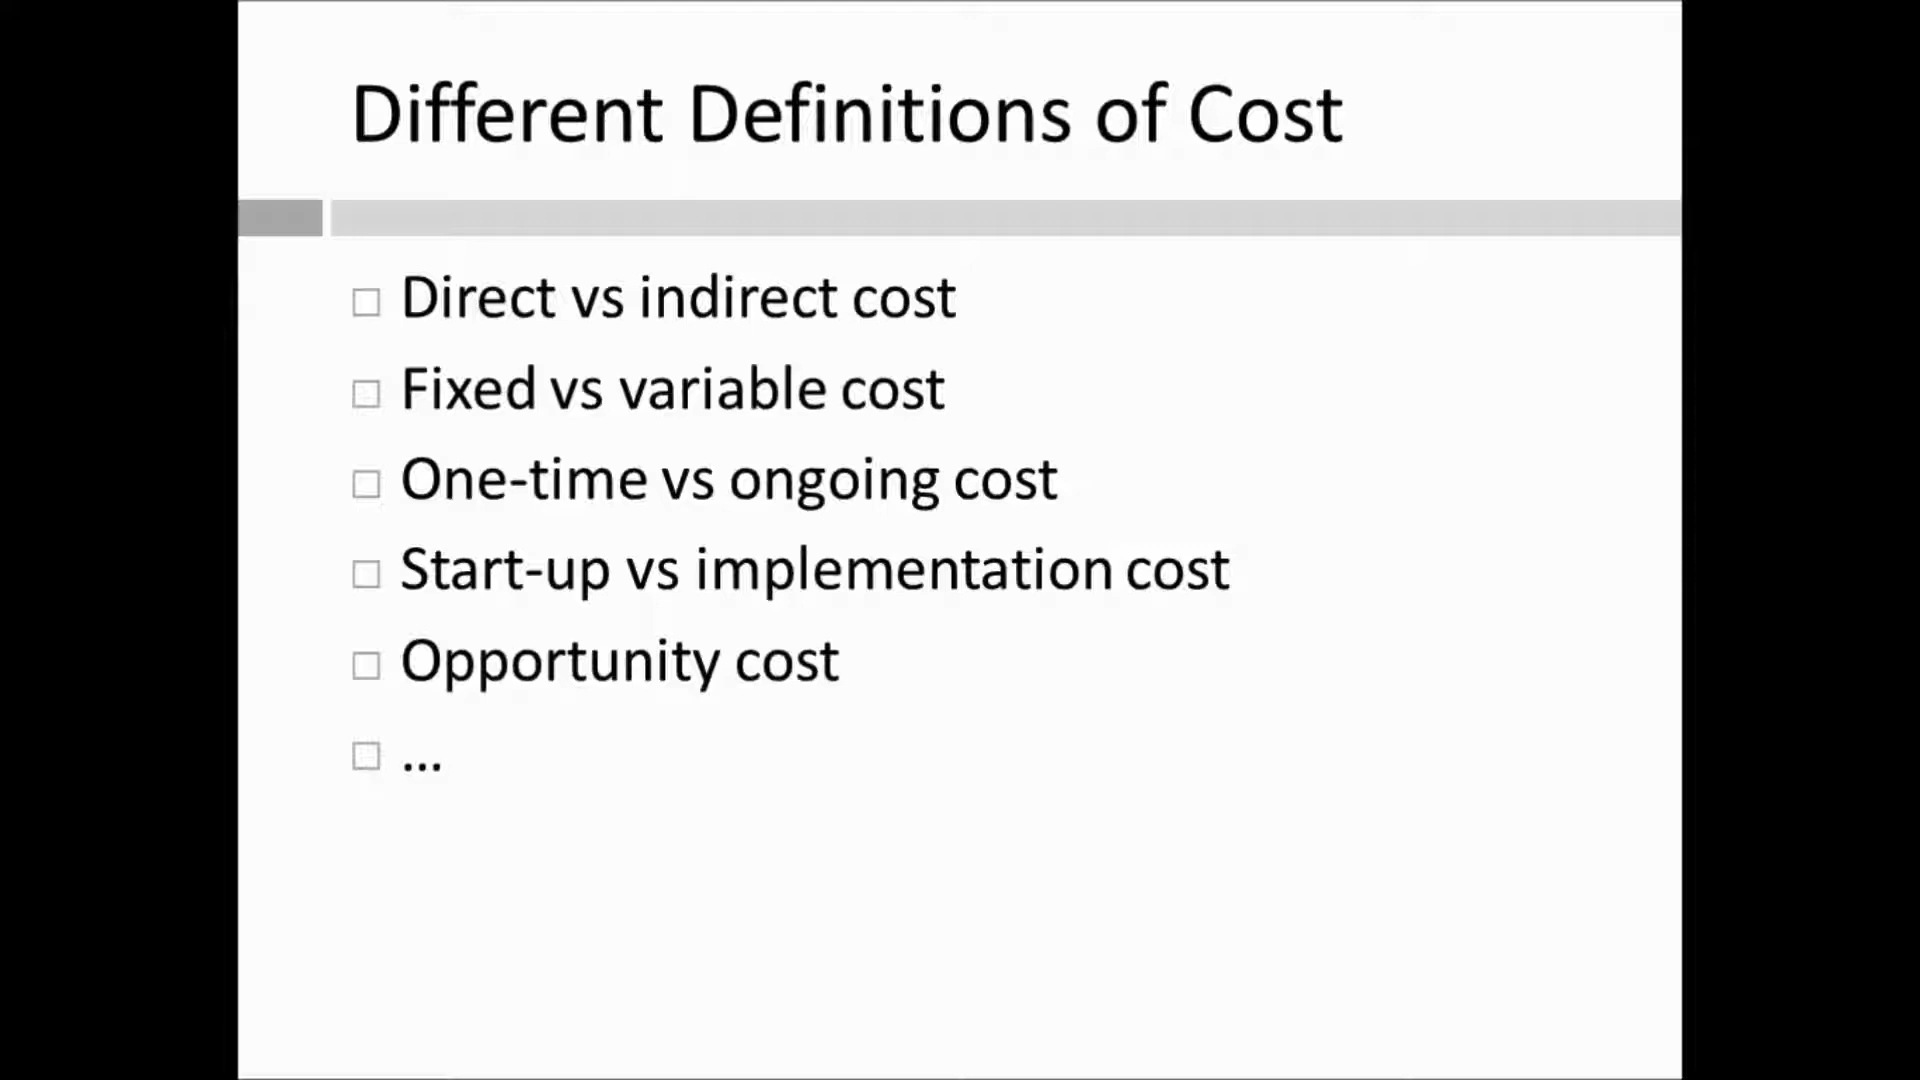 Different Definitions of Cost
Direct vs indirect cost
Fixed vs variable cost
One-time vs ongoing cost
Start-up vs implementation cost
Opportunity cost
...